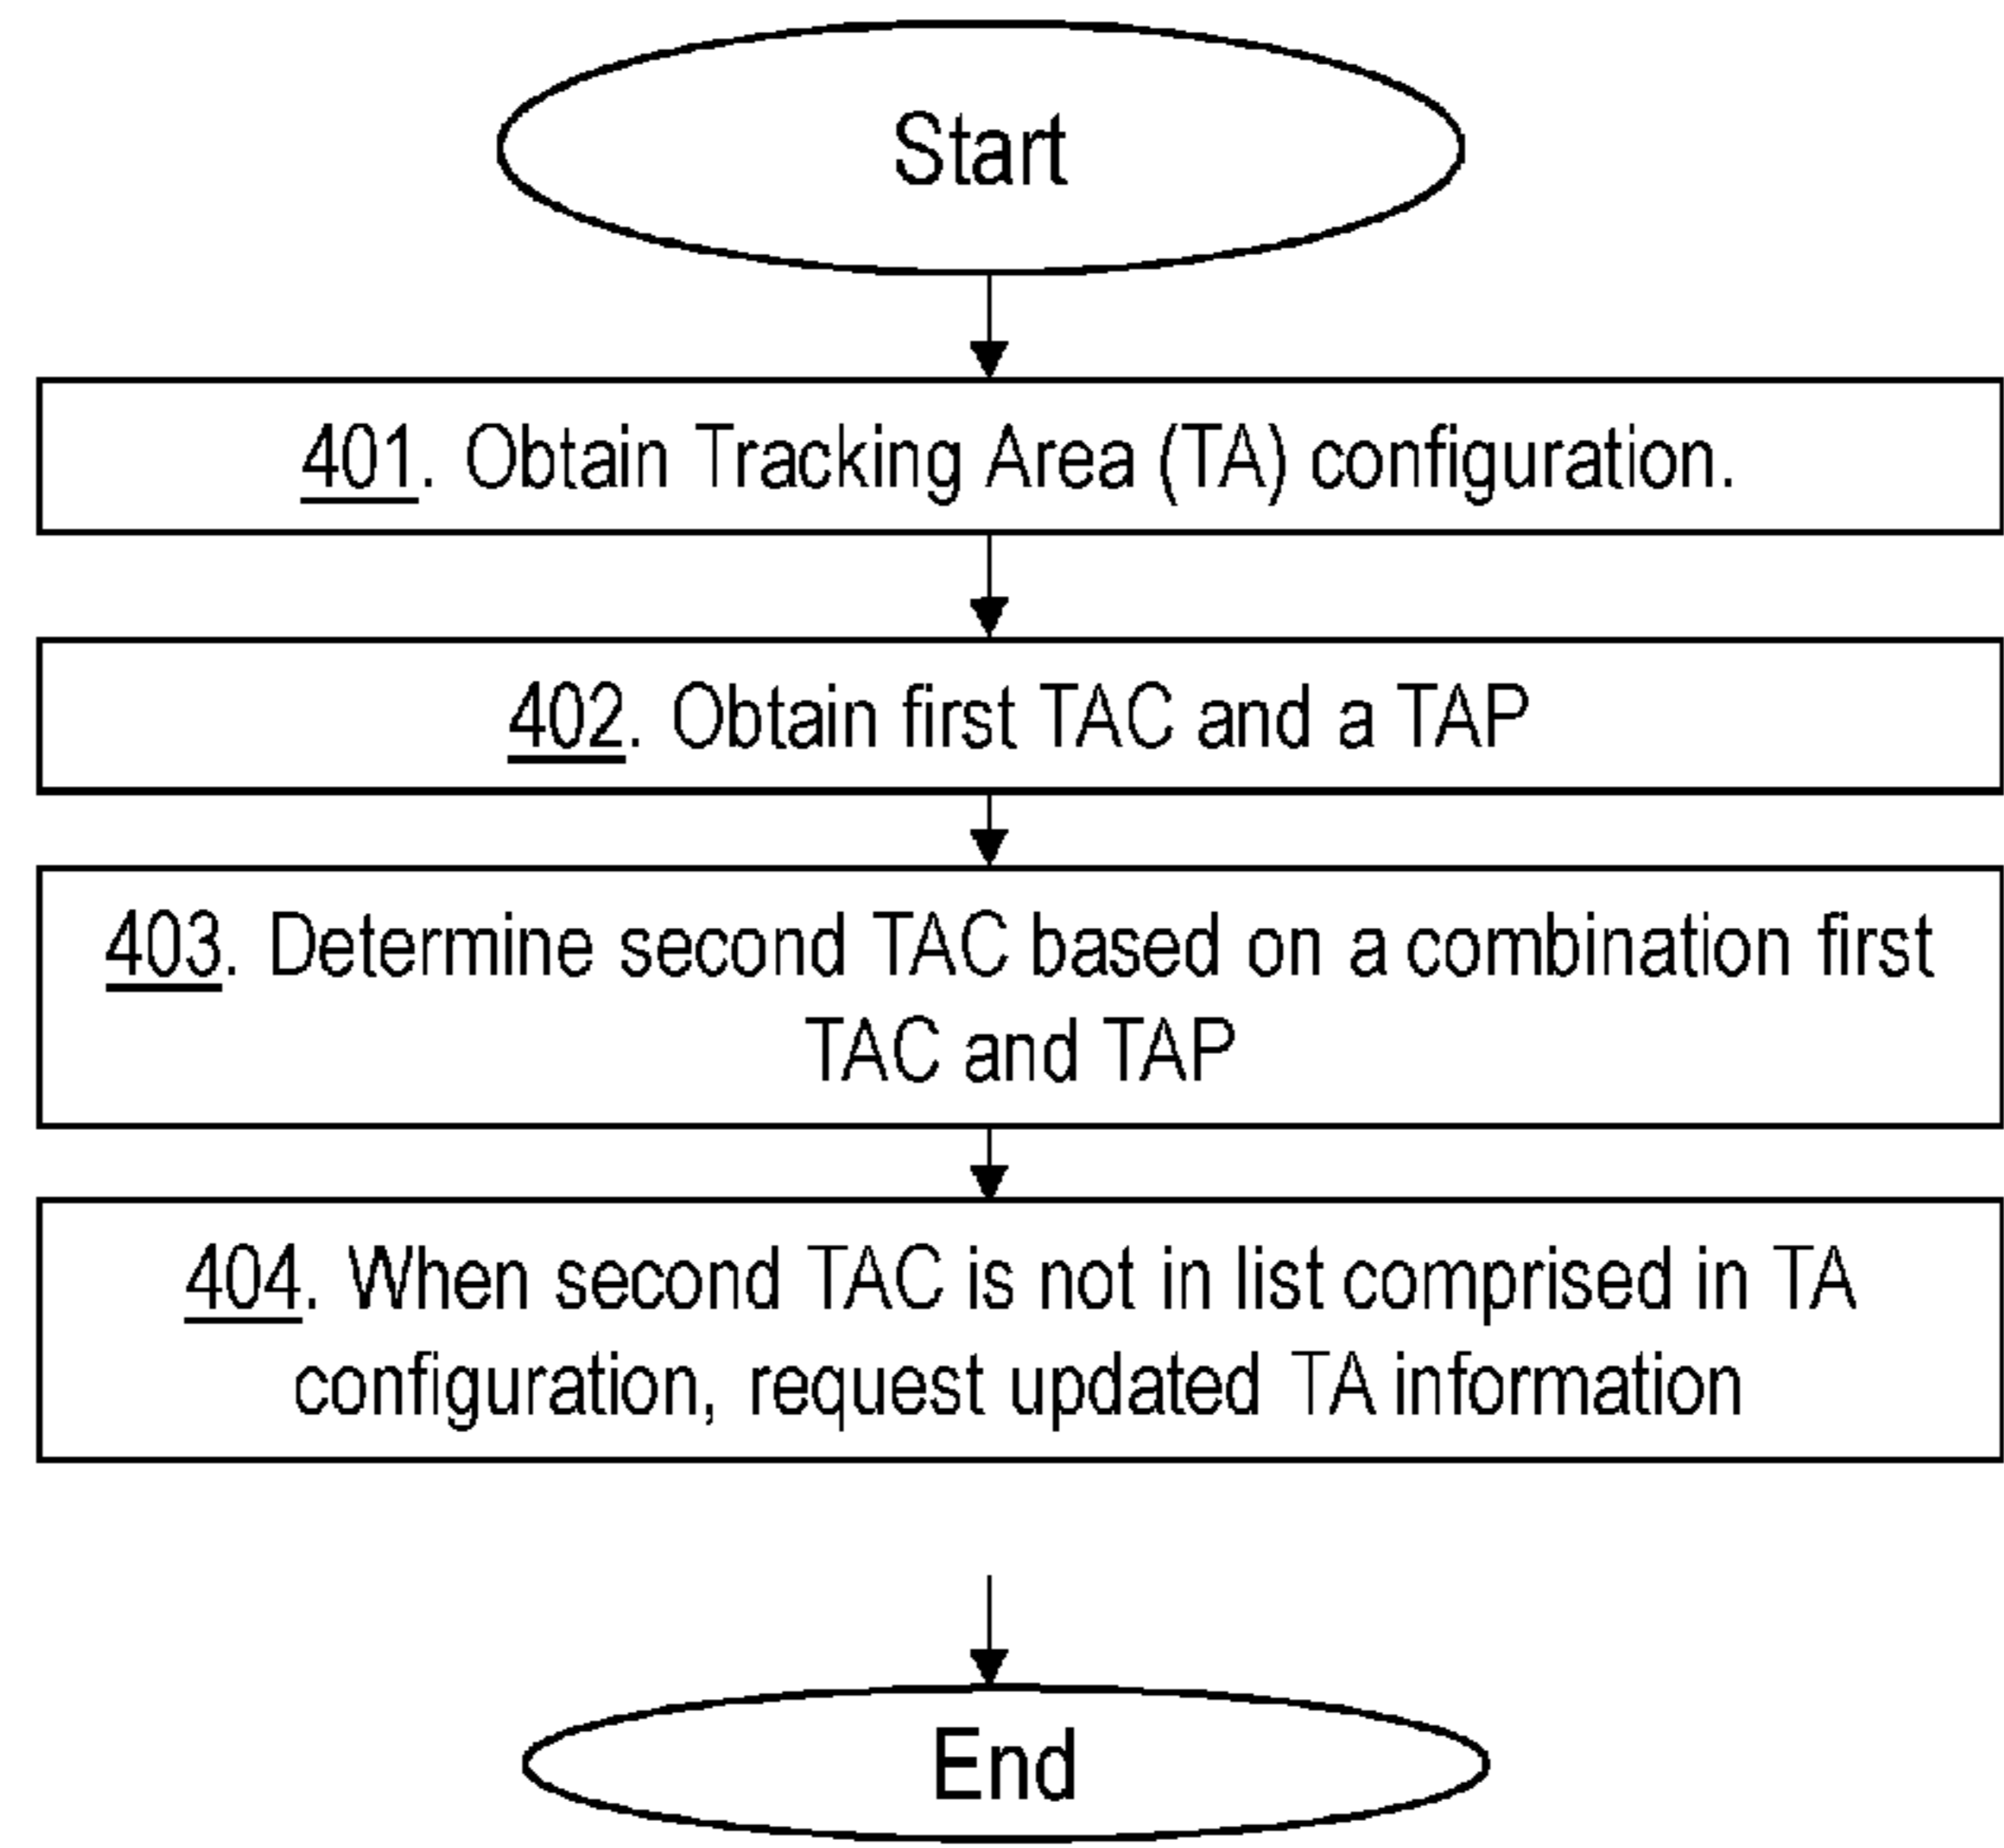 Start
401. Obtain Tracking Area (TA) configuration.
402. Obtain first TAC and a TAP
403. Determine second TAC based on a combination first
TAC and TAP
404. When second TAC is not in list comprised in TA
configuration, request updated TA information
End